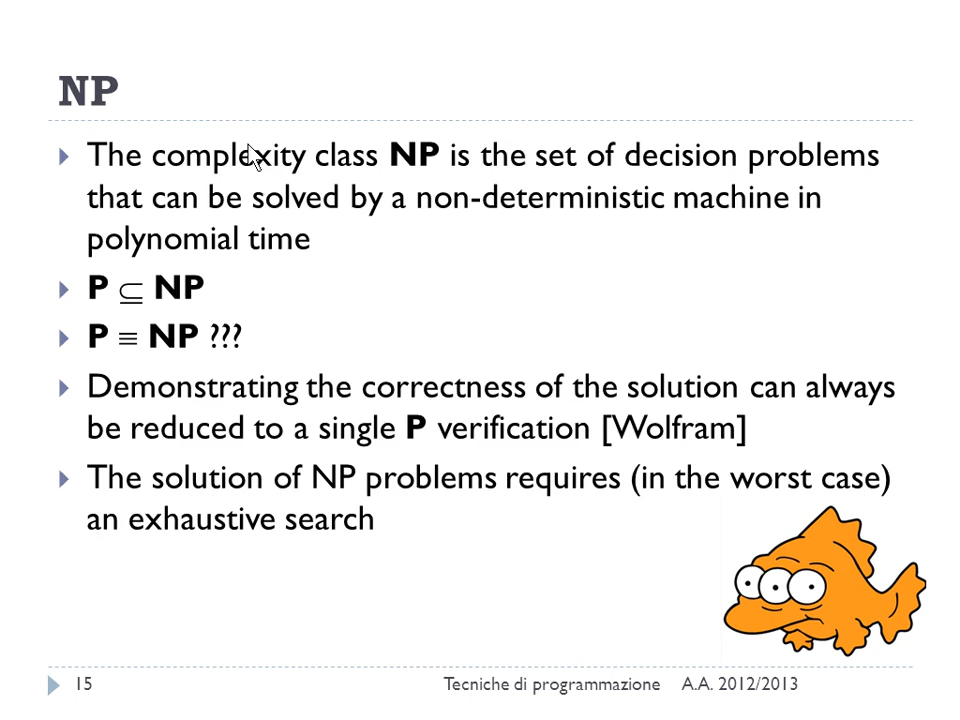 NP
The complexity class NP is the set of decision problems
that can be solved by a non-deterministic machine in
polynomial time
P ⊆ NP
P ≡ NP ???
Demonstrating the correctness of the solution can always
be reduced to a single P verification [Wolfram]
The solution of NP problems requires (in the worst case)
an exhaustive search
15 Tecniche di programmazione A.A. 2012/2013